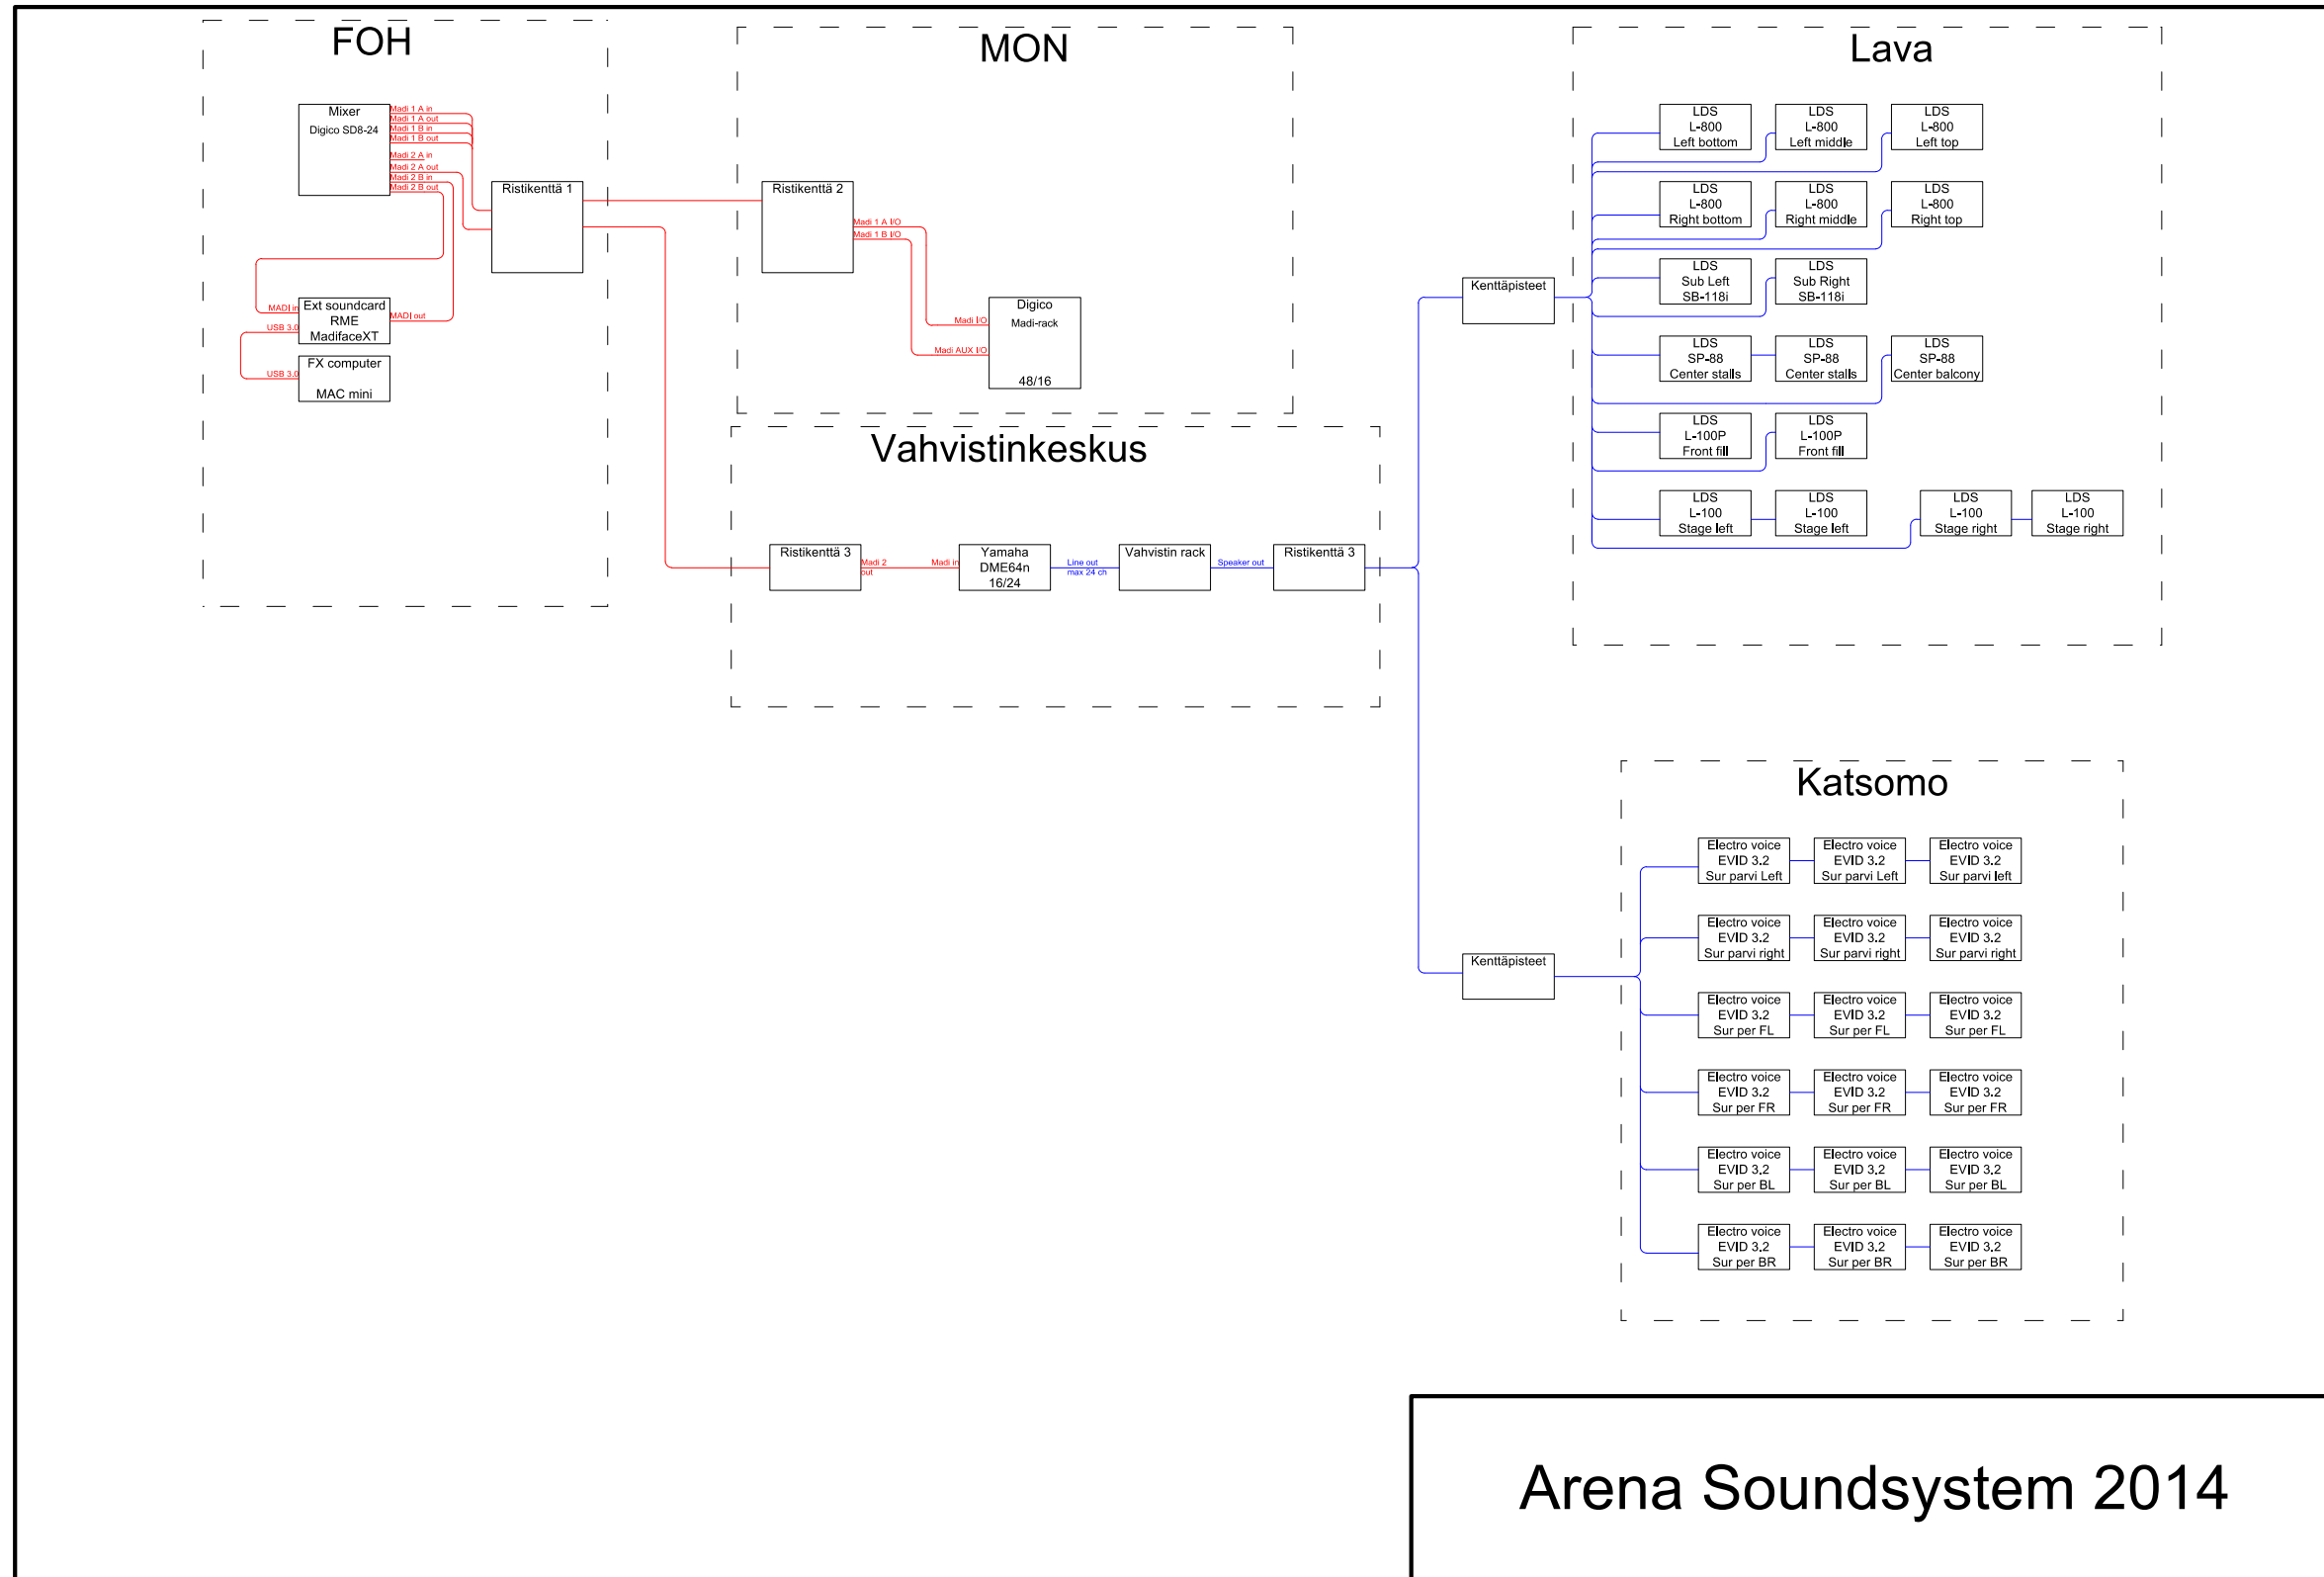 FOH
Mixer
Digico SD8-24
Madi 1 A in
Madi 1 A out
Madi 1 B in
Madi 1 B out
Madi 2 A in
Madi 2 A out
Madi 2 B in
Madi 2 B out
Ristikenttä 1
MADI in
USB 3.0
Ext soundcard
RME
MadifaceXT
MADI out
USB 3.0
FX computer
MAC mini
MON
Ristikenttä 2
Madi 1 A I/O
Madi 1 B I/O
Madi I/O
Madi AUX I/O
Digico
Madi-rack
48/16
Vahvistinkeskus
Ristikenttä 3
Madi 2
out
Madi in
Yamaha
DME64n
16/24
Line out
max 24 ch
Vahvistin rack
Speaker out
Ristikenttä 3
Kenttäpisteet
Lava
LDS
L-800
Left bottom
LDS
L-800
Left middle
LDS
L-800
Left top
LDS
L-800
Right bottom
LDS
L-800
Right middle
LDS
L-800
Right top
LDS
Sub Left
SB-118i
LDS
Sub Right
SB-118i
LDS
SP-88
Center stalls
LDS
SP-88
Center stalls
LDS
SP-88
Center balcony
LDS
L-100P
Front fill
LDS
L-100P
Front fill
LDS
L-100
Stage left
LDS
L-100
Stage left
LDS
L-100
Stage right
LDS
L-100
Stage right
Kenttäpisteet
Katsomo
Electro voice
EVID 3.2
Sur parvi Left
Electro voice
EVID 3.2
Sur parvi Left
Electro voice
EVID 3.2
Sur parvi left
Electro voice
EVID 3.2
Sur parvi right
Electro voice
EVID 3.2
Sur parvi right
Electro voice
EVID 3.2
Sur parvi right
Electro voice
EVID 3.2
Sur per FL
Electro voice
EVID 3.2
Sur per FL
Electro voice
EVID 3.2
Sur per FL
Electro voice
EVID 3.2
Sur per FR
Electro voice
EVID 3.2
Sur per FR
Electro voice
EVID 3.2
Sur per FR
Electro voice
EVID 3.2
Sur per BL
Electro voice
EVID 3.2
Sur per BL
Electro voice
EVID 3.2
Sur per BL
Electro voice
EVID 3.2
Sur per BR
Electro voice
EVID 3.2
Sur per BR
Electro voice
EVID 3.2
Sur per BR
Arena Soundsystem 2014